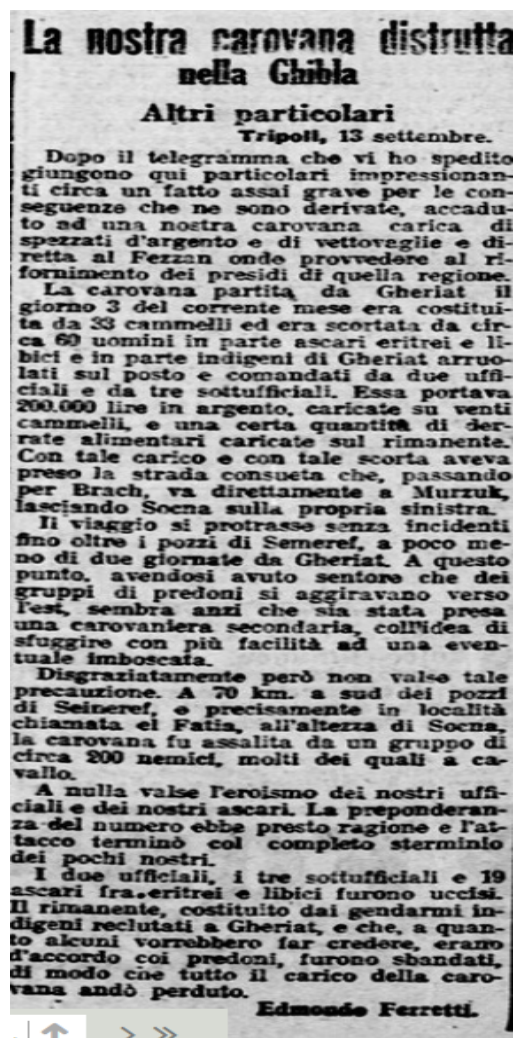 La nostra carovana distrutta
nella Ghibla
Altri particolari
Tripoli, 13 settembre.
Dopo il telegramma che vi ho spedito
giungono qui particolari impressionan-
ti circa un fatto assai grave per le con-
seguenze che ne sono derivate, accadu-
to ad una nostra carovana carica di
spezzati d'argento e di vettovaglie e di-
retta al Fezzan onde provvedere al ri-
fornimento dei presidi di quella regione.
La carovana partita da Gheriat il
giorno 3 del corrente mese era costitui-
ta da 33 cammelli ed era scortata da cir-
ca 60 uomini in parte ascari eritrei e li-
bici e in parte indigeni di Gheriat arruo-
lati sul posto e comandati da due uffi-
ciali e da tre sottufficiali. Essa portava
200.000 lire in argento, caricate su venti
cammelli, e una certa quantità di der-
rate alimentari caricate sul rimanente.
Con tale carico e con tale scorta aveva
preso la strada consueta che, passando
per Brach, va direttamente a Murzuk,
lasciando Socna sulla propria sinistra.
Il viaggio si protrasse senza incidenti
fino oltre i pozzi di Semeref, a poco me-
no di due giornate da Gheriat. A questo
punto, avendosi avuto sentore che dei
gruppi di predoni si aggiravano verso
l'est, sembra anzi che sia stata presa
una carovaniera secondaria, coll'idea di
sfuggire con più facilità ad una even-
tuale imboscata.
Disgraziatamente però non valse tale
precauzione. A 70 km. a sud dei pozzi
di Seineref, e precisamente in località
chiamata el Fatia, all'altezza di Socna,
la carovana fu assalita da un gruppo di
circa 200 nemici, molti dei quali a ca-
vallo.
A nulla valse l'eroismo dei nostri uffi-
ciali e dei nostri ascari. La preponderan-
za del numero ebbe presto ragione e l'at-
tacco terminò col completo sterminio
dei pochi nostri.
I due ufficiali, i tre sottufficiali e 19
ascari fra eritrei e libici furono uccisi.
Il rimanente, costituito dai gendarmi in-
digeni reclutati a Gheriat, e che, a quan-
to alcuni vorrebbero far credere, erano
d'accordo coi predoni, furono sbandati,
di modo che tutto il carico della caro-
vana andò perduto.
Edmondo Ferretti.